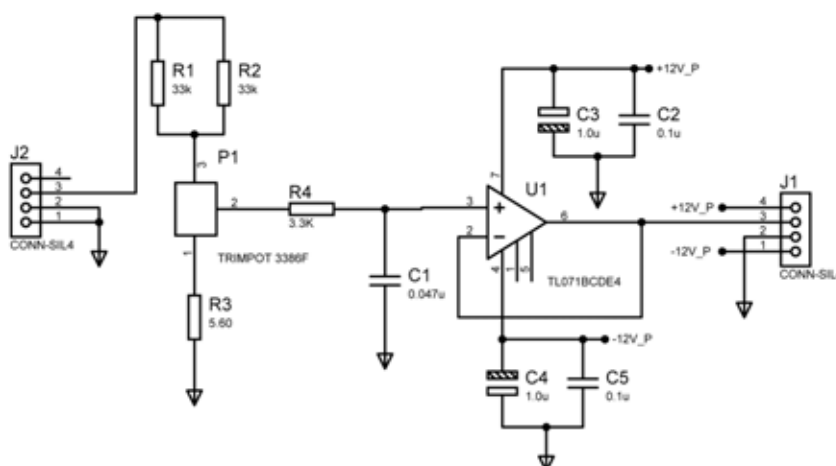 R1
33k
R2
33k
J2
4
3
2
1
CONN-SIL4
P1
3
2
1
TRIMPOT 3386F
R3
5.60
R4
3.3K
C1
0.047u
+12V_P
C3
1.0u
C2
0.1u
7
U1
3
2
6
4
1
5
TL071BCDE4
-12V_P
C4
1.0u
C5
0.1u
J1
+12V_P
4
3
2
-12V_P
1
CONN-SIL